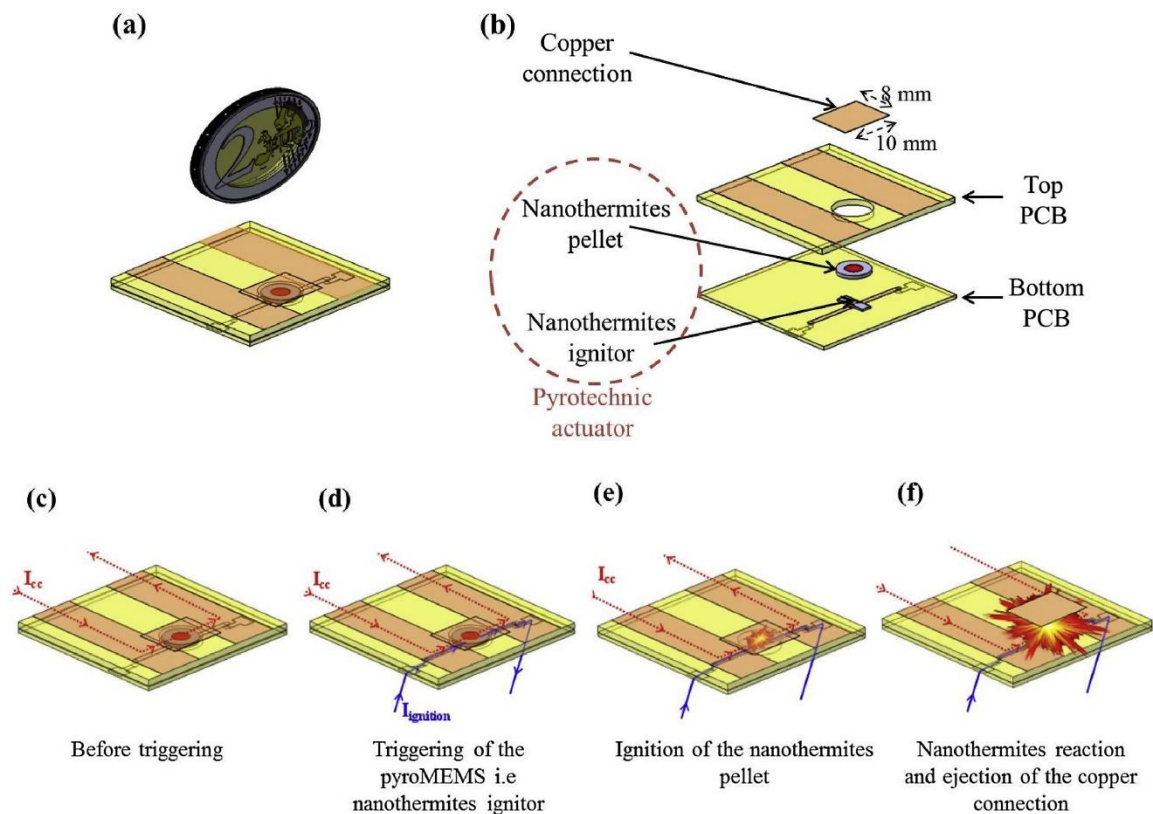 (a)
(b)
Copper
connection
8 mm
10 mm
Nanothermites
pellet
Top
PCB
Nanothermites
ignitor
Bottom
PCB
Pyrotechnic
actuator
(c)
(d)
(e)
(f)
Icc
Icc
Icc
Iignition
Before triggering
Triggering of the
pyroMEMS i.e
nanothermites ignitor
Ignition of the nanothermites
pellet
Nanothermites reaction
and ejection of the copper
connection